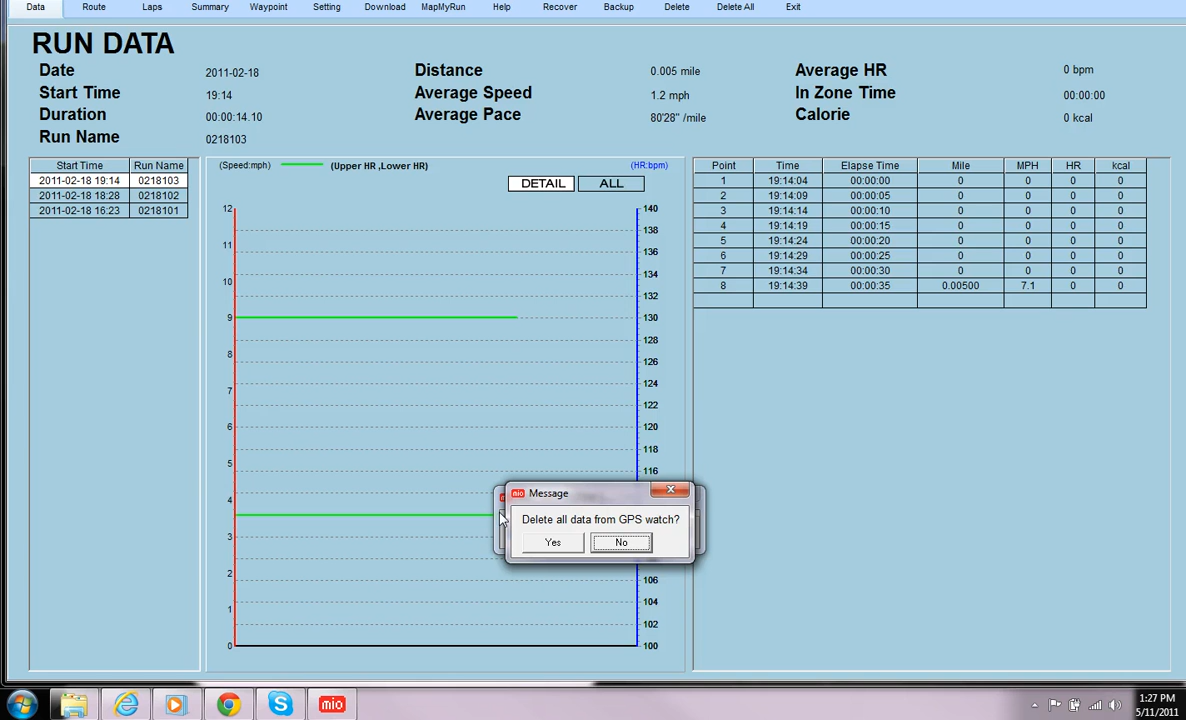 Data Route Laps Summary Waypoint Setting Download MapMyRun Help Recover Backup Delete Delete All Exit
RUN DATA
Date 2011-02-18 Distance 0.005 mile Average HR 0 bpm
Start Time 19:14 Average Speed 1.2 mph In Zone Time 00:00:00
Duration 00:00:14.10 Average Pace 80'28" /mile Calorie 0 kcal
Run Name 0218103
Start Time Run Name
2011-02-18 19:14 0218103
2011-02-18 18:28 0218102
2011-02-18 16:23 0218101
(Speed:mph) (Upper HR ,Lower HR) (HR:bpm)
DETAIL ALL
12 140
138
11
136
10
134
132
9 130
128
8
126
7
124
122
6 120
118
5
116
4
3
2
106
1
104
102
0 100
Point Time Elapse Time Mile MPH HR kcal
1 19:14:04 00:00:00 0 0 0 0
2 19:14:09 00:00:05 0 0 0 0
3 19:14:14 00:00:10 0 0 0 0
4 19:14:19 00:00:15 0 0 0 0
5 19:14:24 00:00:20 0 0 0 0
6 19:14:29 00:00:25 0 0 0 0
7 19:14:34 00:00:30 0 0 0 0
8 19:14:39 00:00:35 0.00500 7.1 0 0
mio Message
Delete all data from GPS watch?
Yes No
mio
1:27 PM
5/11/2011